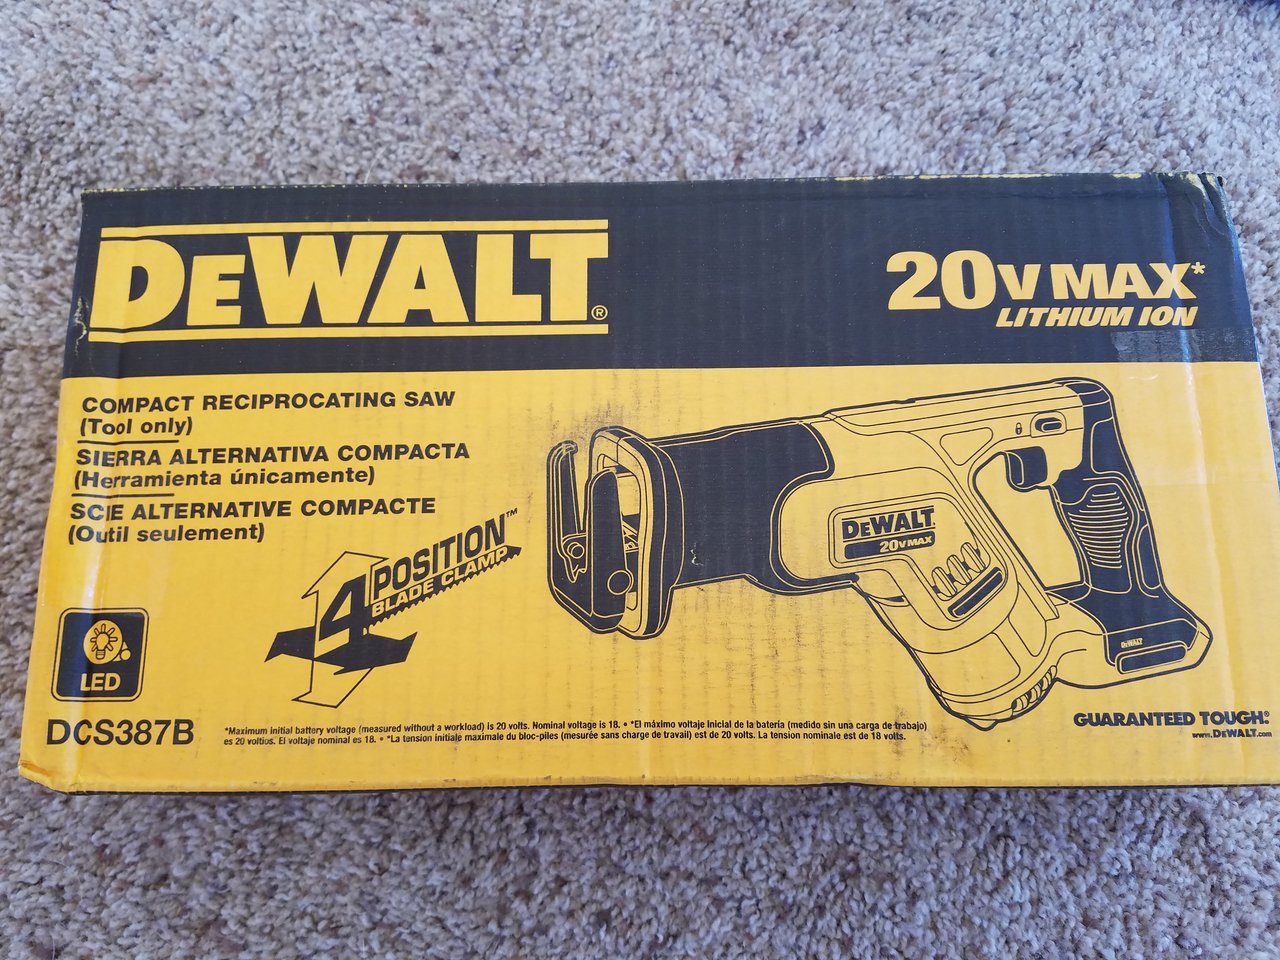 DEWALT®
20V MAX*
LITHIUM ION
COMPACT RECIPROCATING SAW
(Tool only)
SIERRA ALTERNATIVA COMPACTA
(Herramienta únicamente)
SCIE ALTERNATIVE COMPACTE
(Outil seulement)
4 POSITION™
BLADE CLAMP
DEWALT
20V MAX
DEWALT
LED
DCS387B
*Maximum initial battery voltage (measured without a workload) is 20 volts. Nominal voltage is 18. • *El máximo voltaje inicial de la batería (medido sin una carga de trabajo)
es 20 voltios. El voltaje nominal es 18. • *La tension initiale maximale du bloc-piles (mesurée sans charge de travail) est de 20 volts. La tension nominale est de 18 volts.
GUARANTEED TOUGH.®
www.DEWALT.com